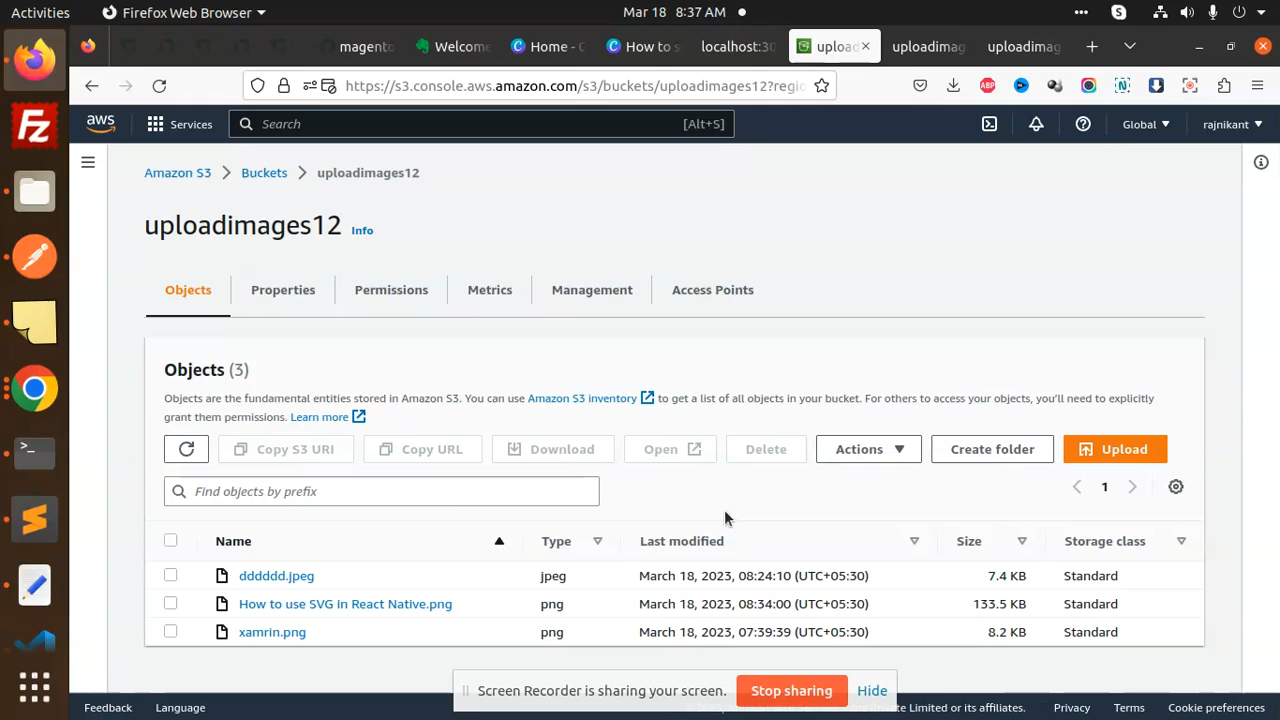 Activities Firefox Web Browser Mar 18 8:37 AM
magento Welcome Home - C How to s localhost:30 upload uploadimag uploadimag
https://s3.console.aws.amazon.com/s3/buckets/uploadimages12?regio
aws Services Search [Alt+S] Global rajnikant
Amazon S3 Buckets uploadimages12
uploadimages12 Info
Objects Properties Permissions Metrics Management Access Points
Objects (3)
Objects are the fundamental entities stored in Amazon S3. You can use Amazon S3 inventory to get a list of all objects in your bucket. For others to access your objects, you'll need to explicitly
grant them permissions. Learn more
Copy S3 URI Copy URL Download Open Delete Actions Create folder Upload
Find objects by prefix 1
Name Type Last modified Size Storage class
dddddd.jpeg jpeg March 18, 2023, 08:24:10 (UTC+05:30) 7.4 KB Standard
How to use SVG in React Native.png png March 18, 2023, 08:34:00 (UTC+05:30) 133.5 KB Standard
xamrin.png png March 18, 2023, 07:39:39 (UTC+05:30) 8.2 KB Standard
Screen Recorder is sharing your screen. Stop sharing Hide
Feedback Language Private Limited or its affiliates. Privacy Terms Cookie preferences